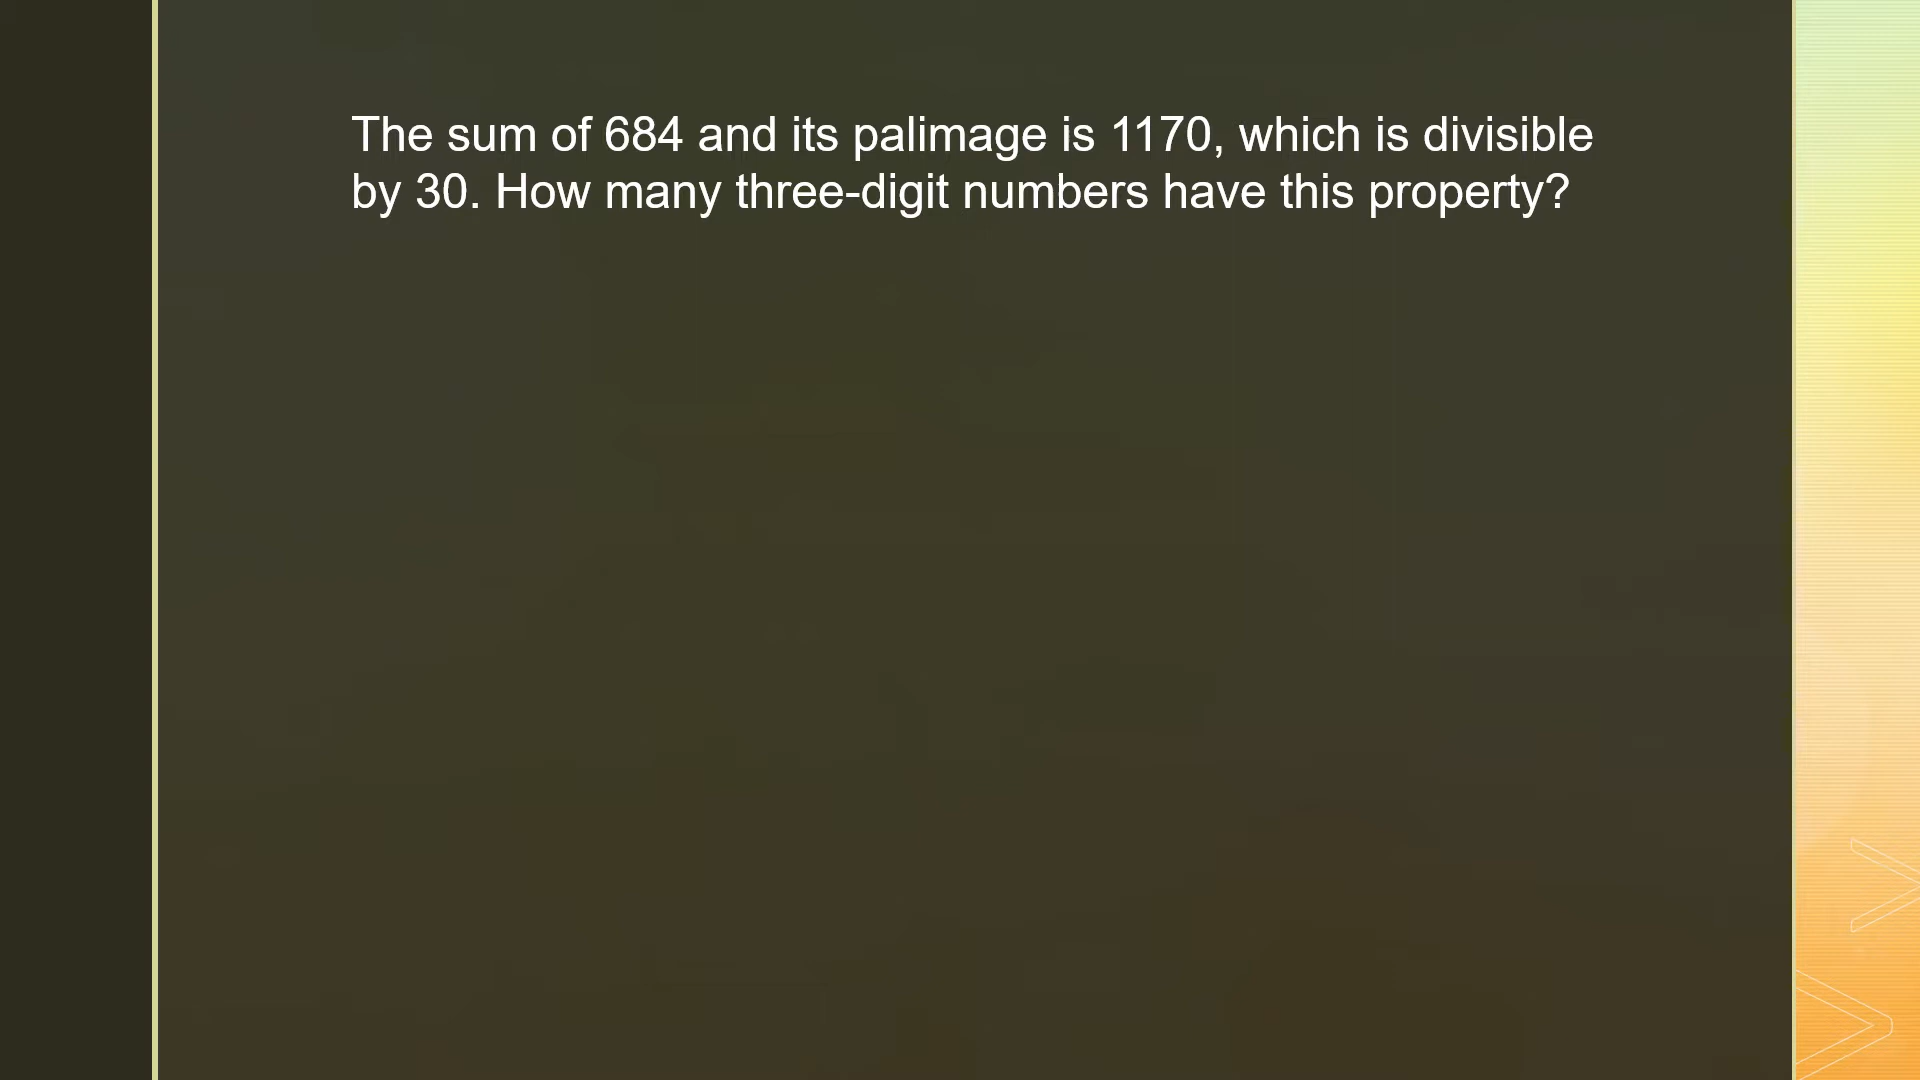 The sum of 684 and its palimage is 1170, which is divisible
by 30. How many three-digit numbers have this property?